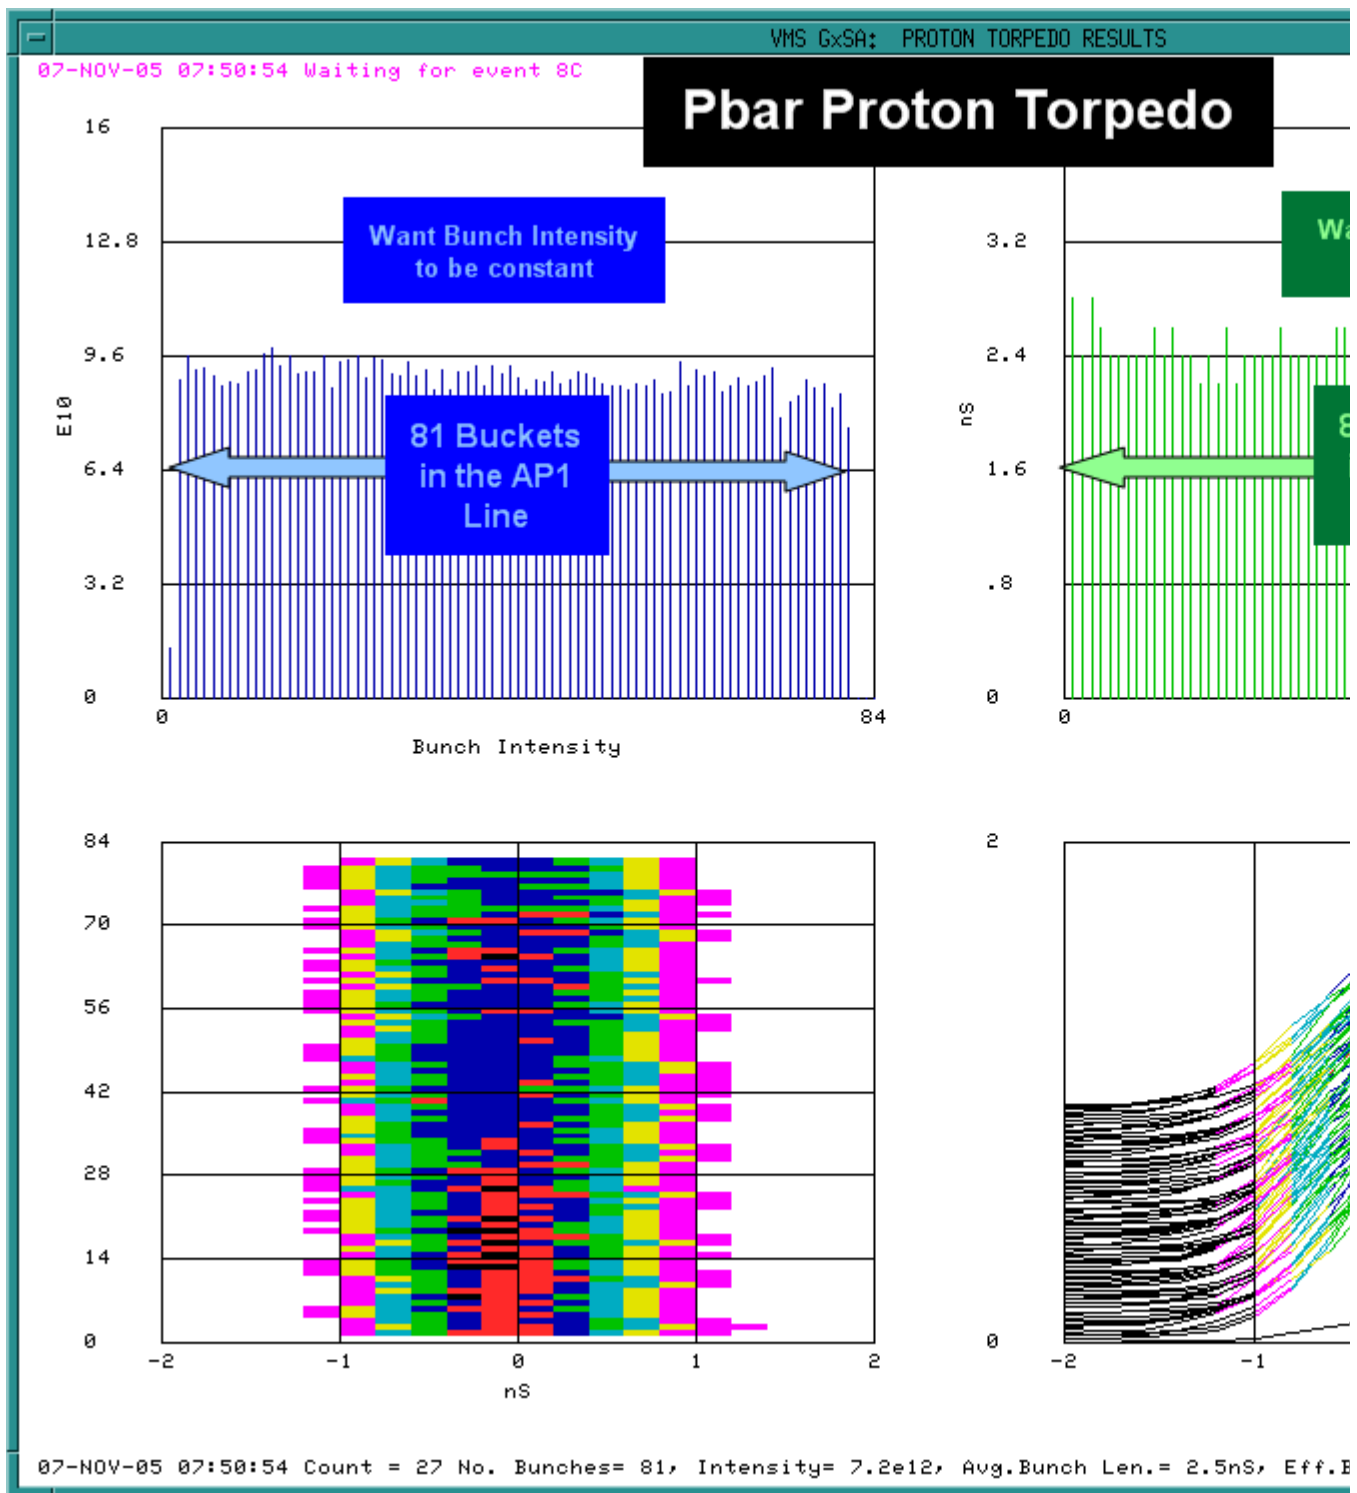 VMS GxSA: PROTON TORPEDO RESULTS
07-NOV-05 07:50:54 Waiting for event 8C
Pbar Proton Torpedo
16
12.8
9.6
6.4
3.2
0
E10
Want Bunch Intensity
to be constant
81 Buckets
in the AP1
Line
0
84
Bunch Intensity
3.2
2.4
1.6
.8
0
nS
Wa
8
0
84
70
56
42
28
14
0
-2
-1
0
1
2
nS
2
0
-2
-1
07-NOV-05 07:50:54 Count = 27 No. Bunches= 81, Intensity= 7.2e12, Avg.Bunch Len.= 2.5nS, Eff.B